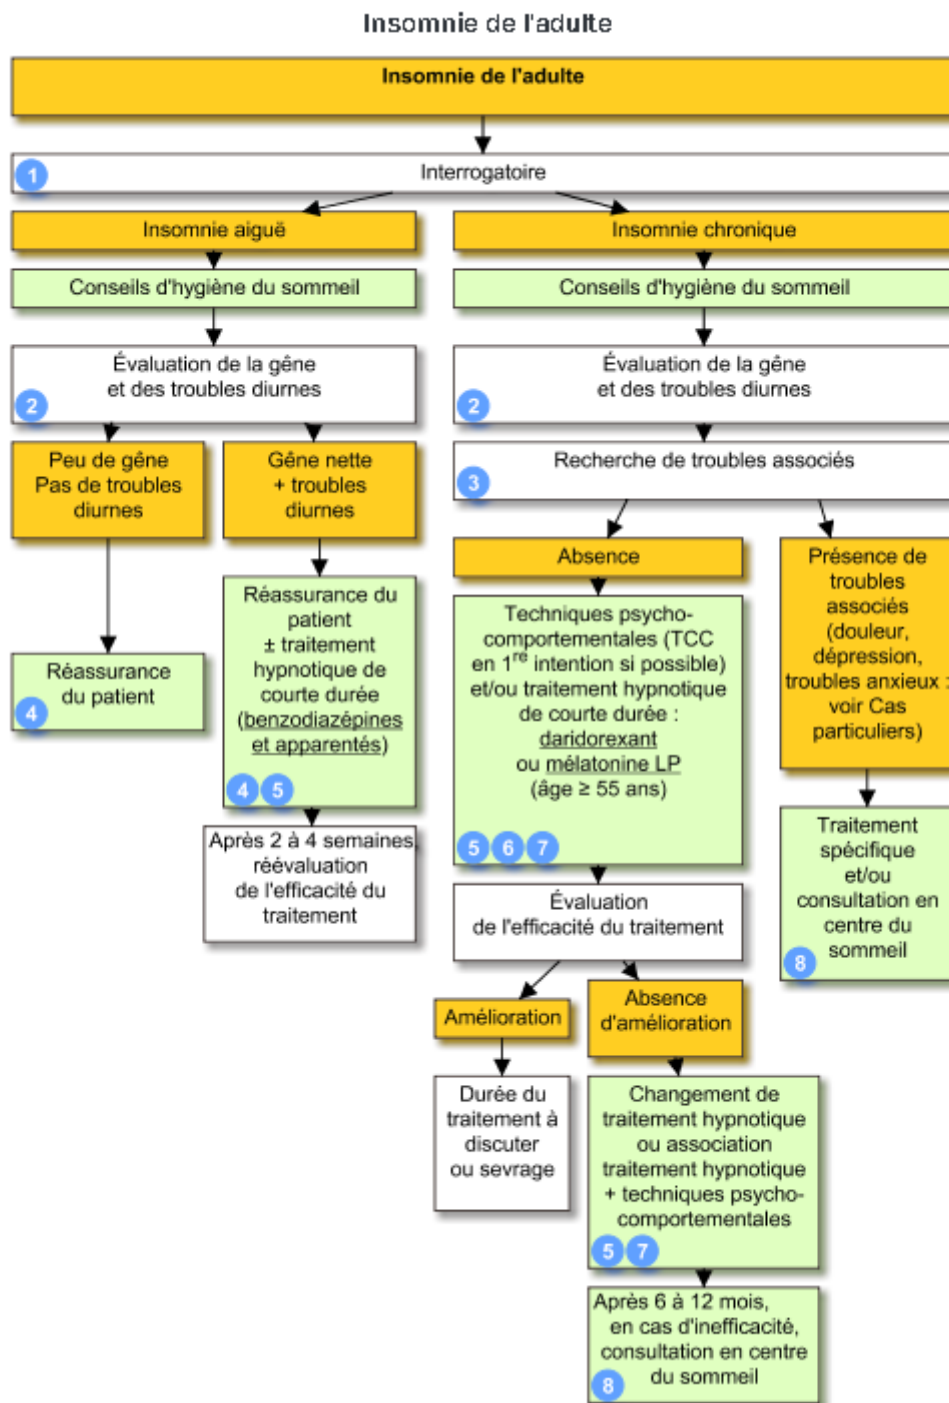 Insomnie de l'adulte
Insomnie de l'adulte
1
Interrogatoire
Insomnie aiguë
Conseils d'hygiène du sommeil
Évaluation de la gêne
et des troubles diurnes
2
Peu de gêne
Pas de troubles
diurnes
Réassurance
du patient
4
Gêne nette
+ troubles
diurnes
Réassurance du
patient
± traitement
hypnotique de
courte durée
(benzodiazépines
et apparentés)
4 5
Après 2 à 4 semaines,
réévaluation
de l'efficacité du
traitement
Insomnie chronique
Conseils d'hygiène du sommeil
Évaluation de la gêne
et des troubles diurnes
2
Recherche de troubles associés
3
Absence
Techniques psycho-
comportementales (TCC
en 1re intention si possible)
et/ou traitement hypnotique
de courte durée :
daridorexant
ou mélatonine LP
(âge ≥ 55 ans)
5 6 7
Évaluation
de l'efficacité du traitement
Amélioration
Durée du
traitement à
discuter
ou sevrage
Absence
d'amélioration
Changement de
traitement hypnotique
ou association
traitement hypnotique
+ techniques psycho-
comportementales
5 7
Après 6 à 12 mois,
en cas d'inefficacité,
consultation en centre
du sommeil
8
Présence de
troubles
associés
(douleur,
dépression,
troubles anxieux :
voir Cas
particuliers)
Traitement
spécifique
et/ou
consultation en
centre du
sommeil
8